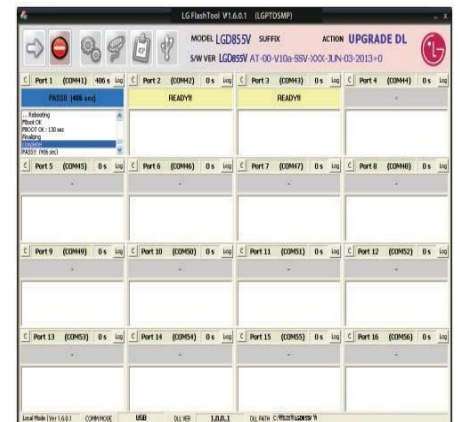 LG FlashTool V1.6.0.1 (LGPTDSMP)
MODEL LGD855V SUFFIX ACTION UPGRADE DL
S/W VER LGD855V AT-00-V10a-55V-XXX-JUN-03-2013+0
LG
C Port 1 (COM41) 406 s Log C Port 2 (COM42) 0 s Log C Port 3 (COM43) 0 s Log C Port 4 (COM44) 0 s Log
PASS!! (406 sec) READY!! READY!! -
... Rebooting
PBoot OK
PBOOT OK : 130 sec
Finalizing
Completed
PASS!! (406 sec)
C Port 5 (COM45) 0 s Log C Port 6 (COM46) 0 s Log C Port 7 (COM47) 0 s Log C Port 8 (COM48) 0 s Log
- - - -
C Port 9 (COM49) 0 s Log C Port 10 (COM50) 0 s Log C Port 11 (COM51) 0 s Log C Port 12 (COM52) 0 s Log
- - - -
C Port 13 (COM53) 0 s Log C Port 14 (COM54) 0 s Log C Port 15 (COM55) 0 s Log C Port 16 (COM56) 0 s Log
- - - -
Local Mode (Ver 1.6.0.1) COMM MODE USB DLL VER 1.0.0.1 DLL PATH